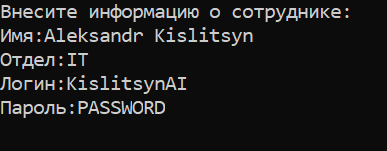 Внесите информацию о сотруднике:
Имя:Aleksandr Kislitsyn
Отдел:IT
Логин:KislitsynAI
Пароль:PASSWORD